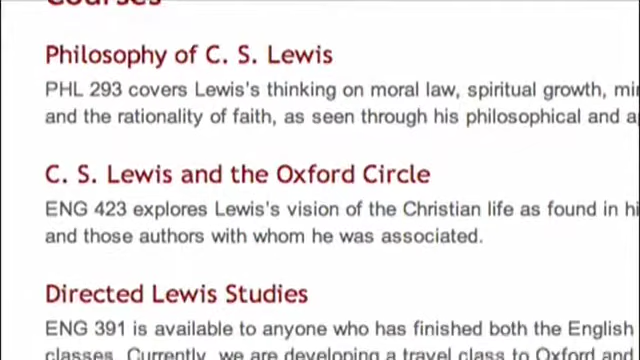 Courses
Philosophy of C. S. Lewis
PHL 293 covers Lewis's thinking on moral law, spiritual growth,
and the rationality of faith, as seen through his philosophical and
C. S. Lewis and the Oxford Circle
ENG 423 explores Lewis's vision of the Christian life as found in
and those authors with whom he was associated.
Directed Lewis Studies
ENG 391 is available to anyone who has finished both the English
classes. Currently, we are developing a travel class to Oxford and